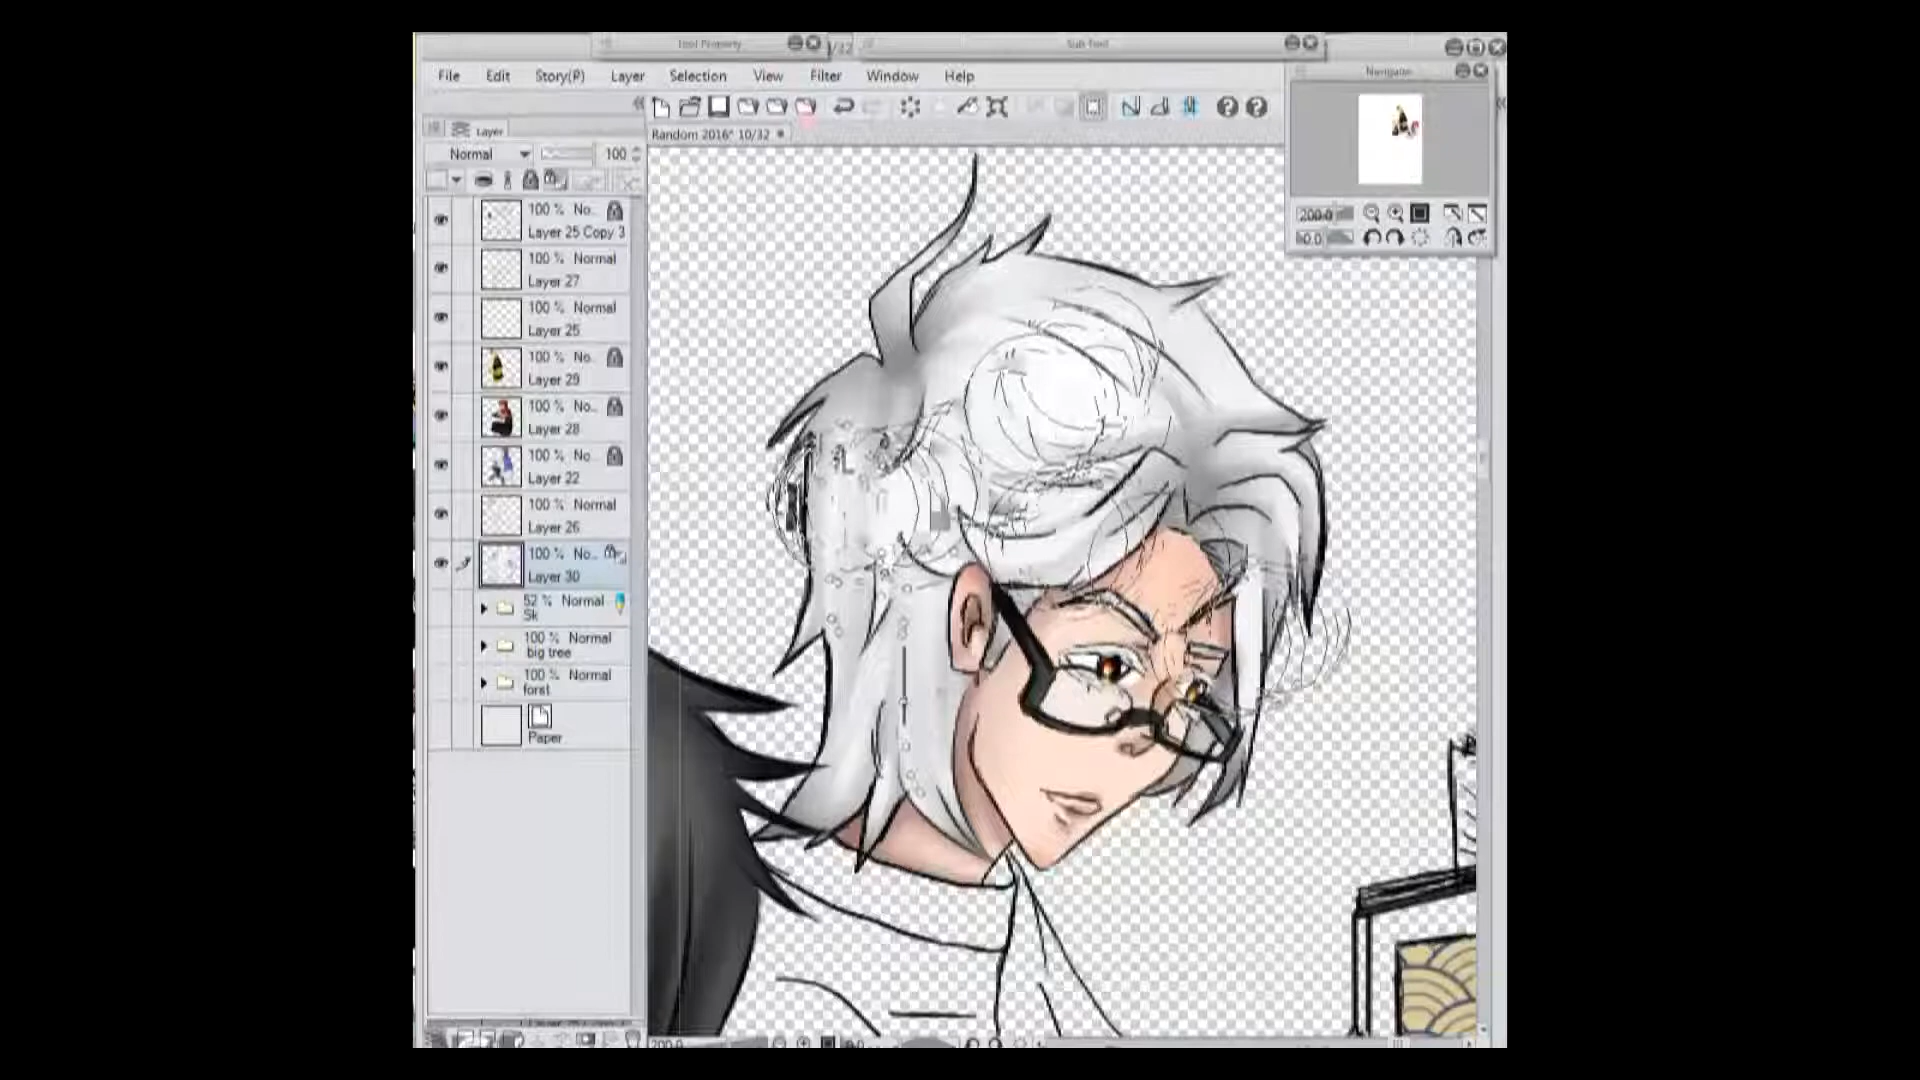 Tool Property
/32
Sub Tool
File Edit Story(P) Layer Selection View Filter Window Help
Navigator
Random 2016* 10/32
Layer
Normal 100
100 % No..
Layer 25 Copy 3
100 % Normal
Layer 27
100 % Normal
Layer 25
100 % No..
Layer 29
100 % No..
Layer 28
100 % No..
Layer 22
100 % Normal
Layer 26
100 % No..
Layer 30
52 % Normal
Sk
100 % Normal
big tree
100 % Normal
forst
Paper
200.0
0.0
200.0